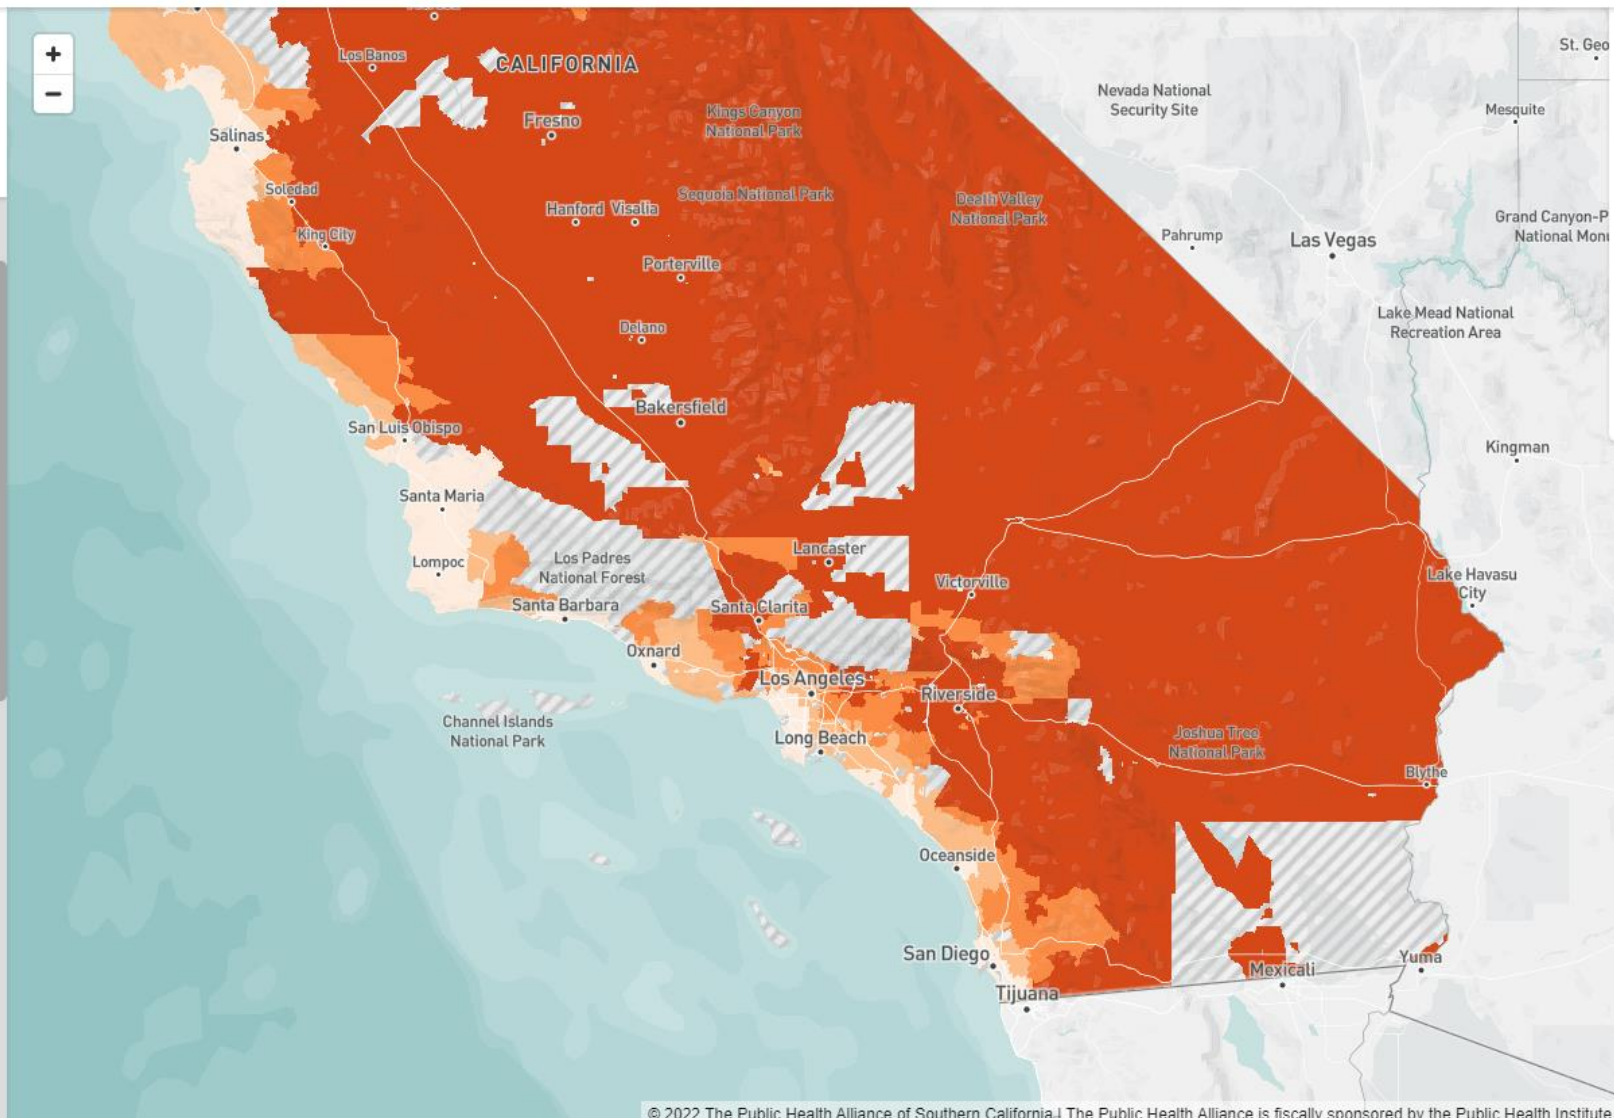 +
−
Los Banos
CALIFORNIA
St. Geo
Nevada National
Security Site
Kings Canyon
National Park
Mesquite
Fresno
Salinas
Soledad
Sequoia National Park
Death Valley
National Park
Hanford
Visalia
Grand Canyon-P
National Monu
King City
Pahrump
Las Vegas
Porterville
Lake Mead National
Recreation Area
Delano
Bakersfield
San Luis Obispo
Kingman
Santa Maria
Lancaster
Los Padres
National Forest
Lompoc
Victorville
Lake Havasu
City
Santa Barbara
Santa Clarita
Oxnard
Los Angeles
Riverside
Channel Islands
National Park
Long Beach
Joshua Tree
National Park
Blythe
Oceanside
San Diego
Yuma
Mexicali
Tijuana
© 2022 The Public Health Alliance of Southern California | The Public Health Alliance is fiscally sponsored by the Public Health Institute